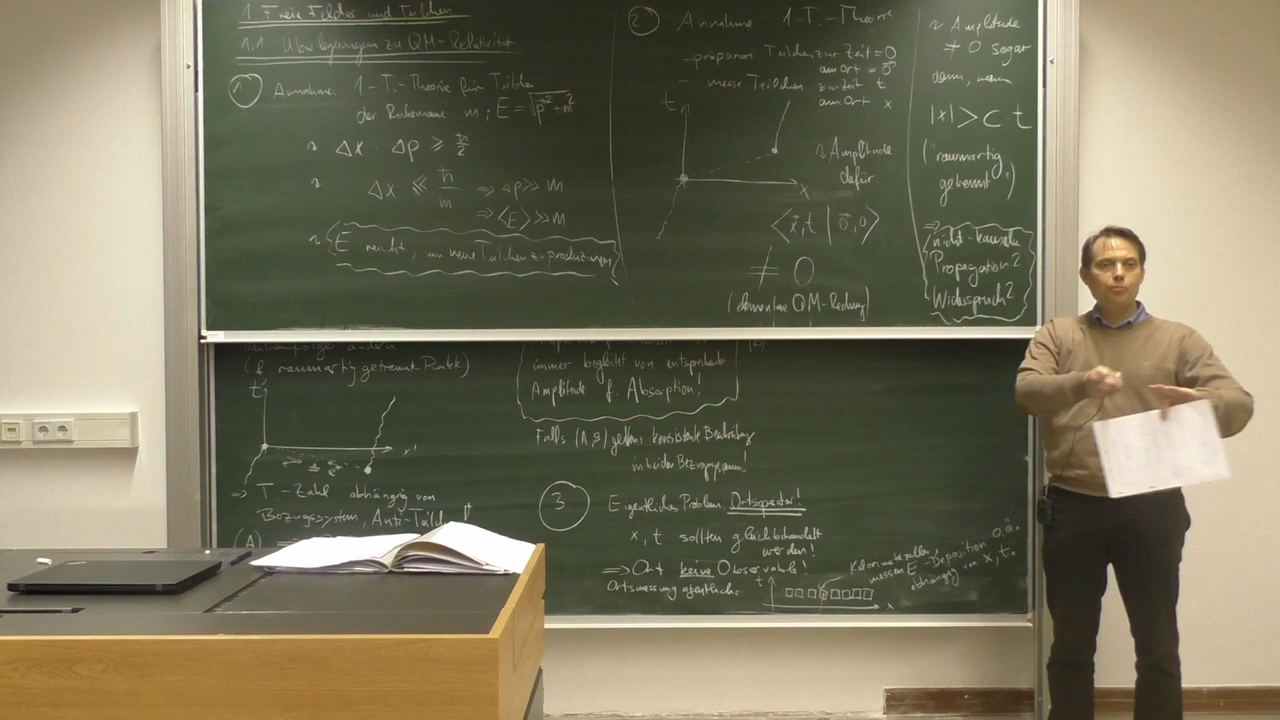 1. Freie Felder und Teilchen
1.1 Überlegungen zu QM + Relativität
① Annahme: 1-T.-Theorie für Teilchen
der Ruhemasse m; E = √(p⃗² + m²)
Δx · Δp ≥ ħ/2
Δx ≤ ħ/m ⇒ Δp >> m
⇒ <E> >> m
E reicht, um neue Teilchen zu produzieren
② Annahme 1-T.-Theorie
- präpariere Teilchen zur Zeit = 0
am Ort = 0⃗
- messe Teilchen zur Zeit t
am Ort x
t
x
Amplitude
dafür
⟨x⃗,t | 0⃗,0⟩
≠ 0
(elementare QM-Rechnung)
Amplitude
≠ 0 sogar
dann, wenn
|x| > c·t
("raumartig
getrennt")
⇒
nicht-kausale
Propagation?
Widerspruch?
(f. raumartig getrennte Punkte)
t'
x'
⇒ T-Zahl abhängig von
Bezugssystem, Anti-Teilchen
(A)
immer begleitet von entsprechender
Amplitude f. Absorption!
(B)
Falls (A,B) gelten, konsistente Beschreibung
in beiden Bezugssystemen!
③ Eigentliches Problem: Ortsoperator!
x, t sollten gleichbehandelt
werden!
⇒ Ort keine Observable!
Ortsmessung eigentlich:
t
x
Kalorimeterzellen,
messen E-Deposition o.ä.
abhängig von x, t.